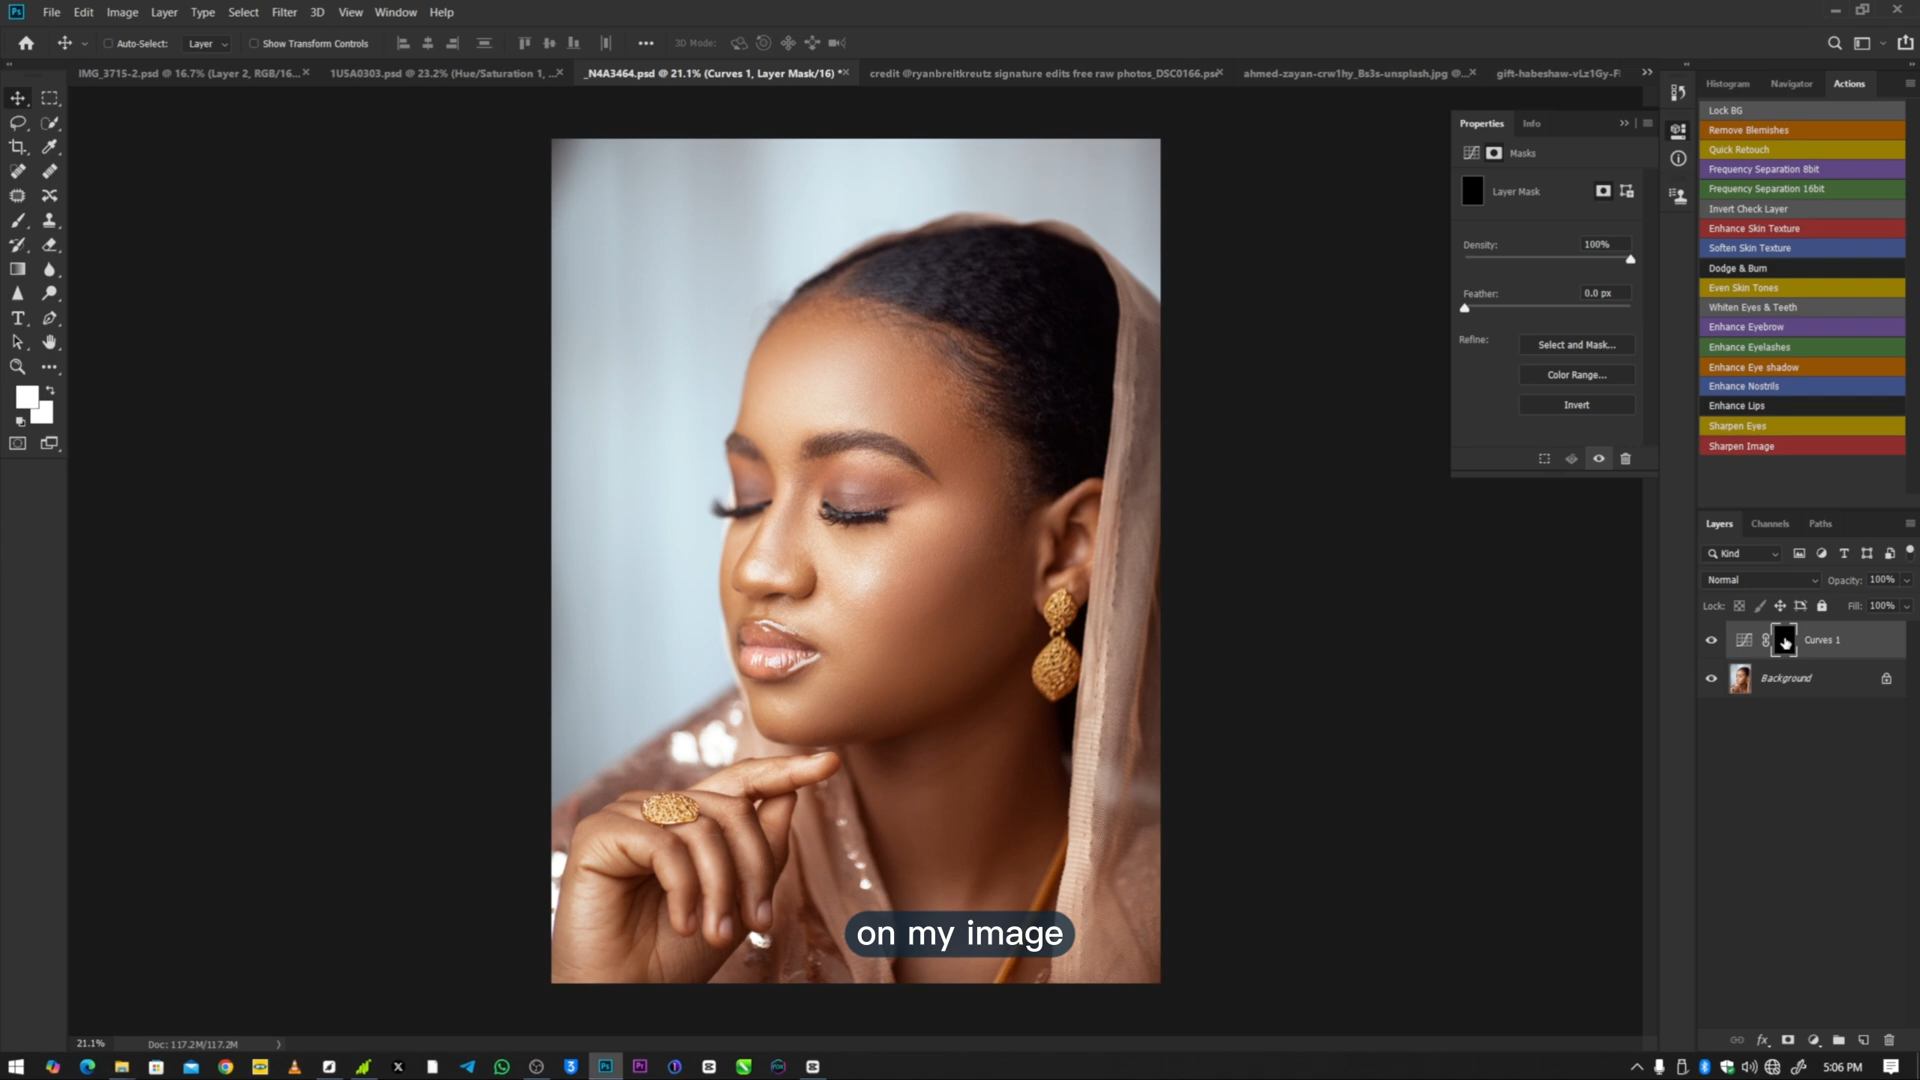 Ps File Edit Image Layer Type Select Filter 3D View Window Help
Auto-Select: Layer Show Transform Controls 3D Mode:
IMG_3715-2.psd @ 16.7% (Layer 2, RGB/16... × 1U5A0303.psd @ 23.2% (Hue/Saturation 1, ... × _N4A3464.psd @ 21.1% (Curves 1, Layer Mask/16) * × credit @ryanbreitkreutz signature edits free raw photos_DSC0166.psd × ahmed-zayan-crw1hy_Bs3s-unsplash.jpg @... ×
Histogram Navigator Actions
Lock BG
Remove Blemishes
Quick Retouch
Frequency Separation 8bit
Frequency Separation 16bit
Invert Check Layer
Enhance Skin Texture
Soften Skin Texture
Dodge & Burn
Even Skin Tones
Whiten Eyes & Teeth
Enhance Eyebrow
Enhance Eyelashes
Enhance Eye shadow
Enhance Nostrils
Enhance Lips
Sharpen Eyes
Sharpen Image
Properties Info
Masks
Layer Mask
Density: 100%
Feather: 0.0 px
Refine: Select and Mask...
Color Range...
Invert
Layers Channels Paths
Kind
Normal Opacity: 100%
Lock: Fill: 100%
Curves 1
Background
fx
on my image
21.1% Doc: 117.2M/117.2M
5:06 PM